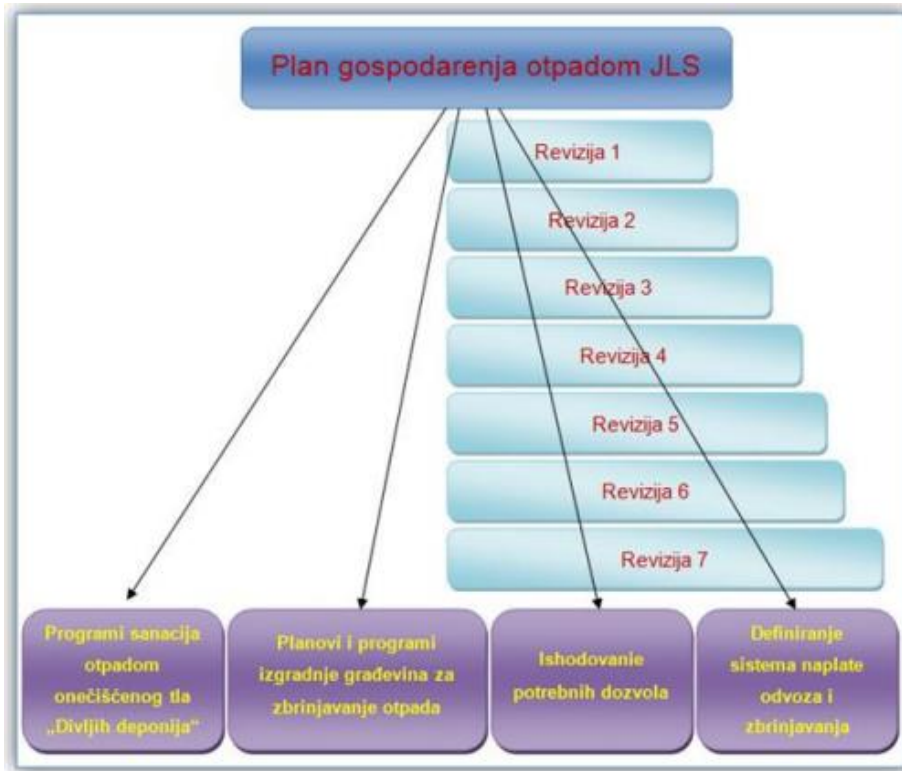 Plan gospodarenja otpadom JLS
Revizija 1
Revizija 2
Revizija 3
Revizija 4
Revizija 5
Revizija 6
Revizija 7
Programi sanacija
otpadom
onečišćenog tla
„Divljih deponija“
Planovi i programi
izgradnje građevina za
zbrinjavanje otpada
Ishodovanje
potrebnih dozvola
Definiranje
sistema naplate
odvoza i
zbrinjavanja